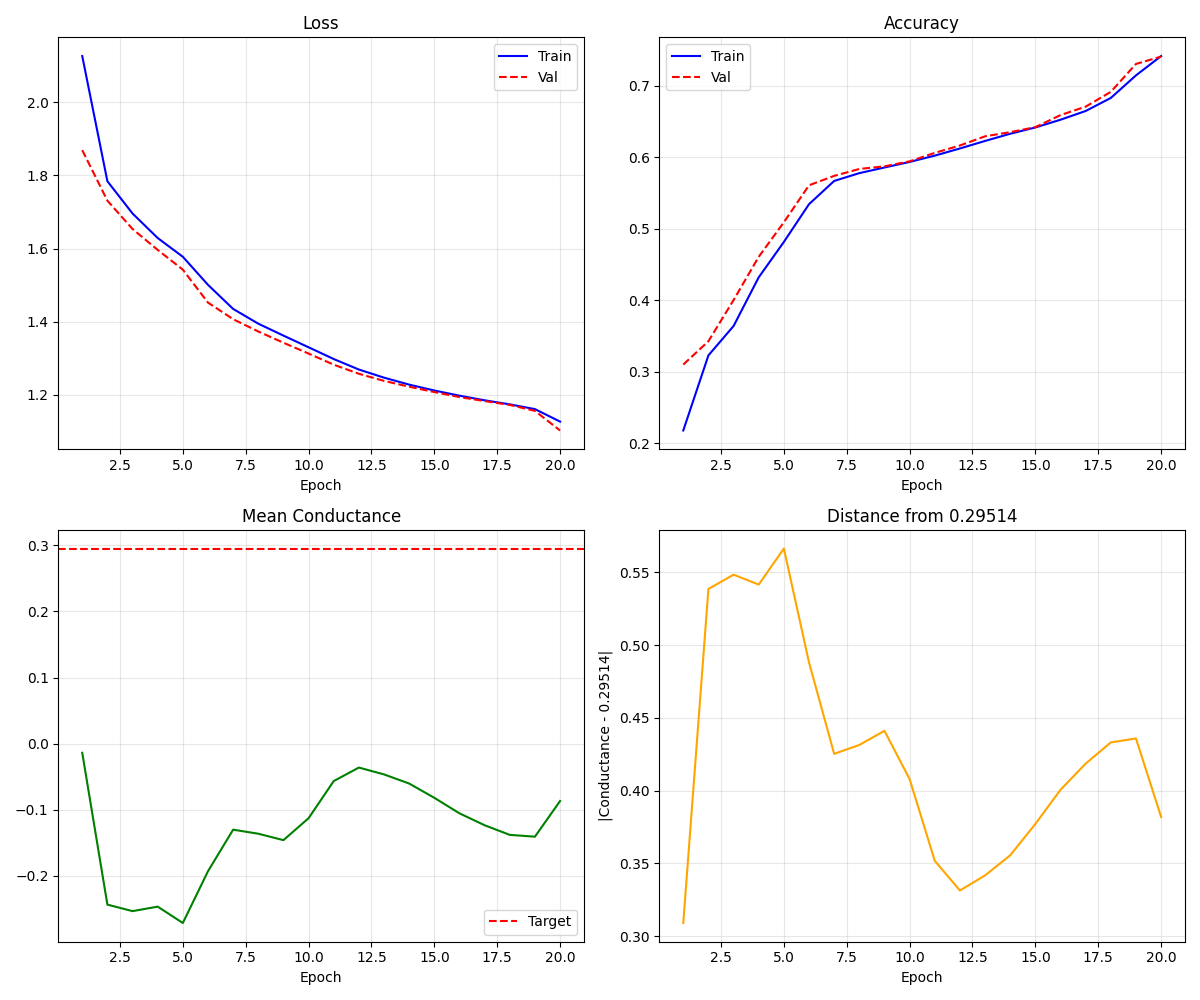 Loss
Train
Val
2.0
1.8
1.6
1.4
1.2
2.5 5.0 7.5 10.0 12.5 15.0 17.5 20.0
Epoch
Accuracy
Train
Val
0.7
0.6
0.5
0.4
0.3
0.2
2.5 5.0 7.5 10.0 12.5 15.0 17.5 20.0
Epoch
Mean Conductance
0.3
0.2
0.1
0.0
−0.1
−0.2
Target
2.5 5.0 7.5 10.0 12.5 15.0 17.5 20.0
Epoch
Distance from 0.29514
|Conductance - 0.29514|
0.55
0.50
0.45
0.40
0.35
0.30
2.5 5.0 7.5 10.0 12.5 15.0 17.5 20.0
Epoch